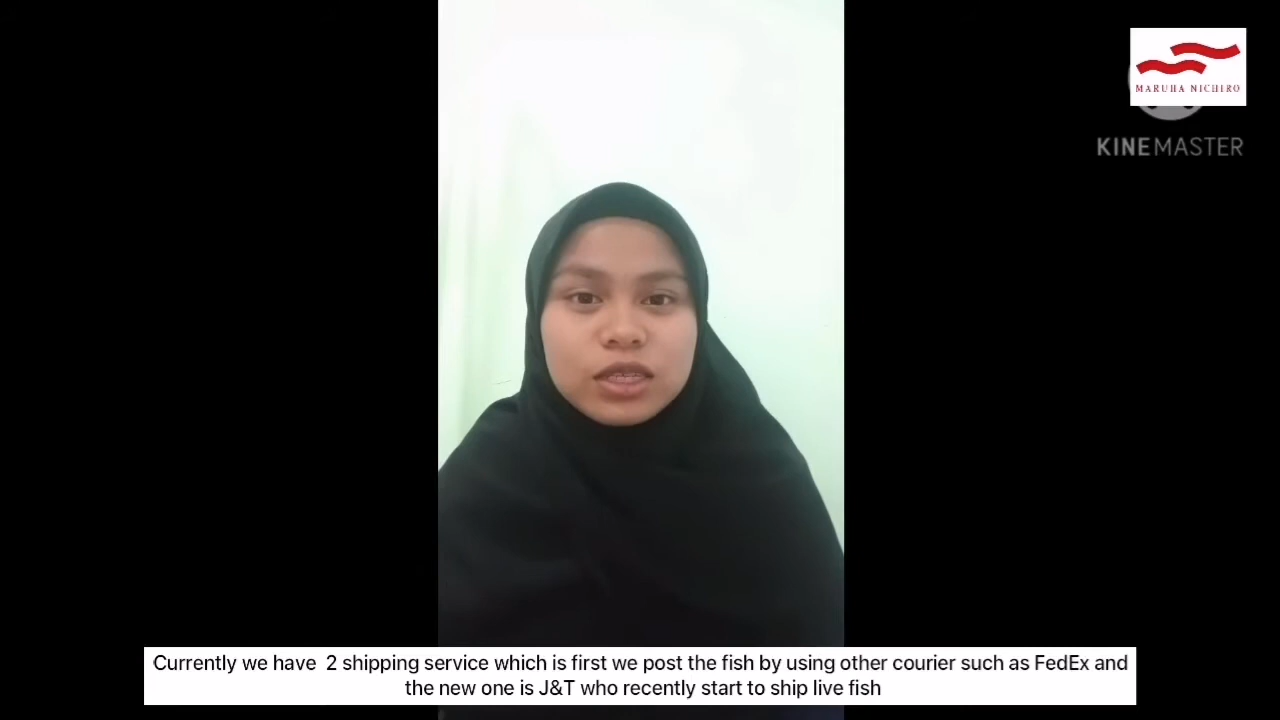 MARUHA NICHIRO
KINEMASTER
Currently we have  2 shipping service which is first we post the fish by using other courier such as FedEx and
the new one is J&T who recently start to ship live fish